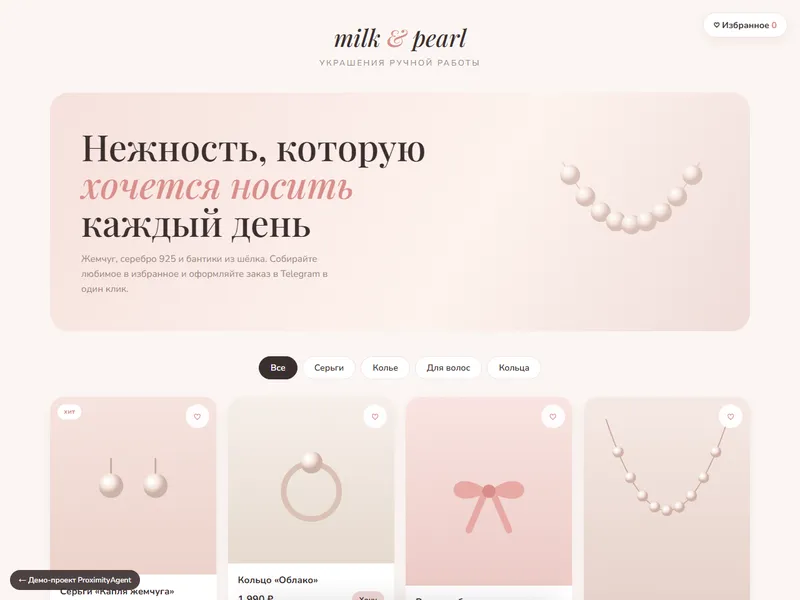 ♡ Избранное 0
milk & pearl
УКРАШЕНИЯ РУЧНОЙ РАБОТЫ
Нежность, которую
хочется носить
каждый день
Жемчуг, серебро 925 и бантики из шёлка. Собирайте
любимое в избранное и оформляйте заказ в Telegram в
один клик.
Все
Серьги
Колье
Для волос
Кольца
ХИТ
← Демо-проект ProximityAgent
Серьги «Капля жемчуга»
Кольцо «Облако»
1 990 ₽
Хочу